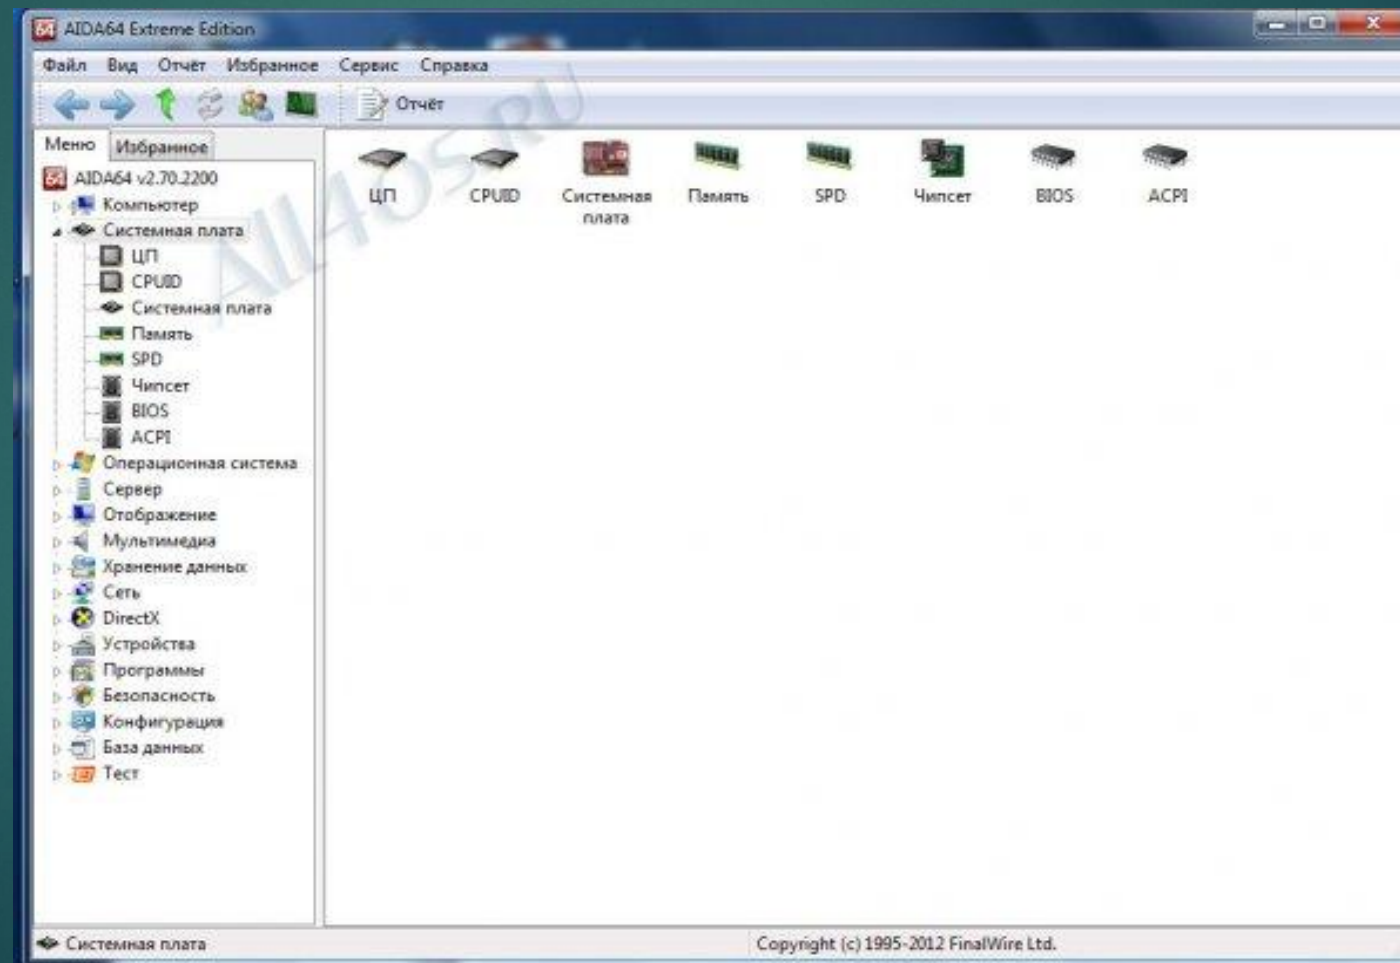 AIDA64 Extreme Edition
Файл Вид Отчёт Избранное Сервис Справка
Отчёт
Меню Избранное
AIDA64 v2.70.2200
Компьютер
Системная плата
ЦП
CPUID
Системная плата
Память
SPD
Чипсет
BIOS
ACPI
Операционная система
Сервер
Отображение
Мультимедиа
Хранение данных
Сеть
DirectX
Устройства
Программы
Безопасность
Конфигурация
База данных
Тест
ЦП CPUID Системная плата Память SPD Чипсет BIOS ACPI
All4OS.RU
Системная плата
Copyright (c) 1995-2012 FinalWire Ltd.